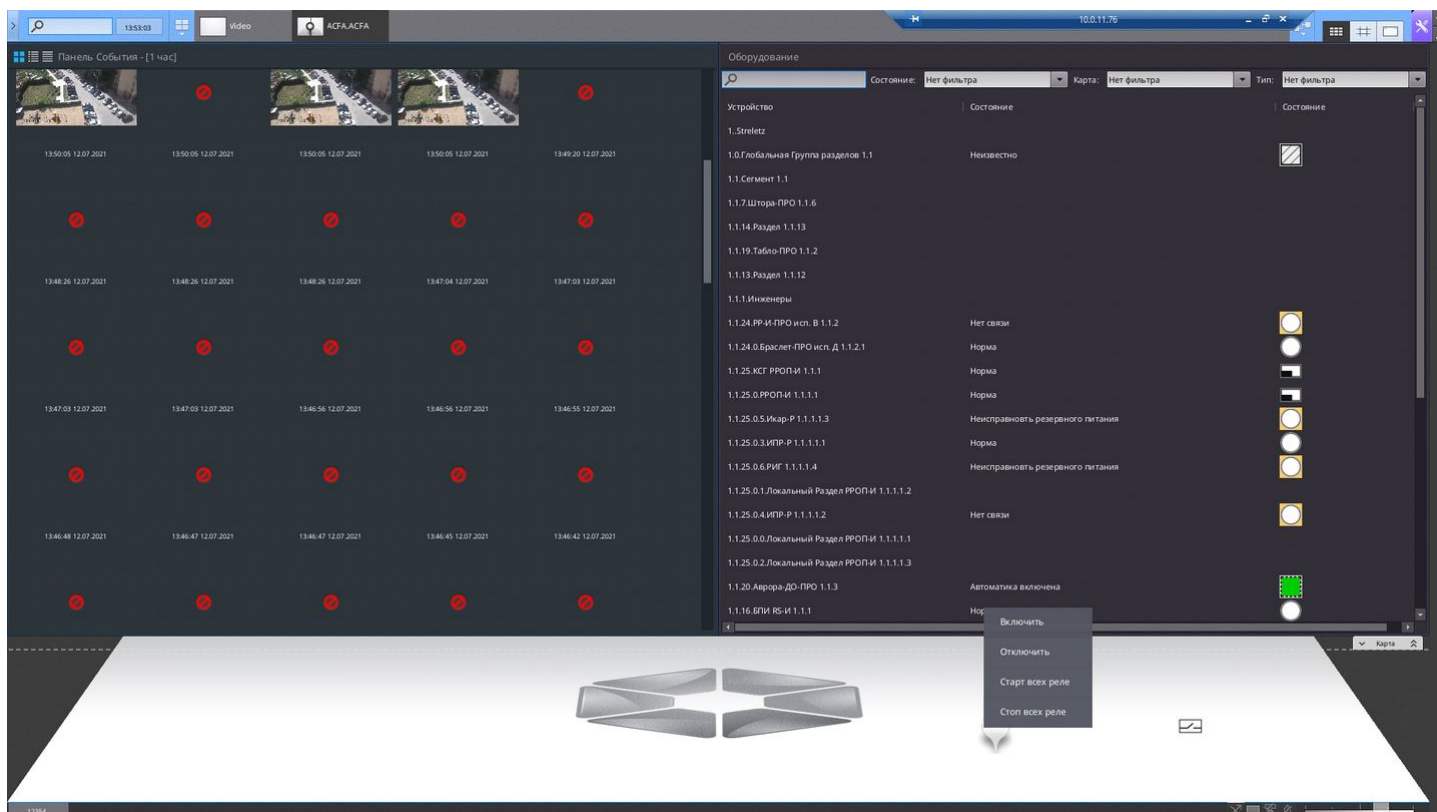 13:53:03
video
ACFA.ACFA
10.0.11.76
Панель События - [1 час]
13:50:05 12.07.2021 13:50:05 12.07.2021 13:50:05 12.07.2021 13:50:05 12.07.2021 13:49:20 12.07.2021
13:48:26 12.07.2021 13:48:26 12.07.2021 13:48:26 12.07.2021 13:47:04 12.07.2021 13:47:03 12.07.2021
13:47:03 12.07.2021 13:47:03 12.07.2021 13:46:56 12.07.2021 13:46:56 12.07.2021 13:46:55 12.07.2021
13:46:48 12.07.2021 13:46:47 12.07.2021 13:46:47 12.07.2021 13:46:45 12.07.2021 13:46:42 12.07.2021
Оборудование
Состояние: Нет фильтра Карта: Нет фильтра Тип: Нет фильтра
Устройство Состояние Состояние
1..Streletz
1.0.Глобальная Группа разделов 1.1 Неизвестно
1.1.Сегмент 1.1
1.1.7.Штора-ПРО 1.1.6
1.1.14.Раздел 1.1.13
1.1.19.Табло-ПРО 1.1.2
1.1.13.Раздел 1.1.12
1.1.1.Инженеры
1.1.24.РР-И-ПРО исп. В 1.1.2 Нет связи
1.1.24.0.Браслет-ПРО исп. Д 1.1.2.1 Норма
1.1.25.КСГ РРОП-И 1.1.1 Норма
1.1.25.0.РРОП-И 1.1.1.1 Норма
1.1.25.0.5.Икар-Р 1.1.1.1.3 Неисправновть резервного питания
1.1.25.0.3.ИПР-Р 1.1.1.1.1 Норма
1.1.25.0.6.РИГ 1.1.1.1.4 Неисправновть резервного питания
1.1.25.0.1.Локальный Раздел РРОП-И 1.1.1.1.2
1.1.25.0.4.ИПР-Р 1.1.1.1.2 Нет связи
1.1.25.0.0.Локальный Раздел РРОП-И 1.1.1.1.1
1.1.25.0.2.Локальный Раздел РРОП-И 1.1.1.1.3
1.1.20.Аврора-ДО-ПРО 1.1.3 Автоматика включена
1.1.16.БПИ RS-И 1.1.1
Включить
Отключить
Старт всех реле
Стоп всех реле
Карта